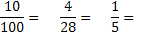 10/100 = 4/28 = 1/5 =